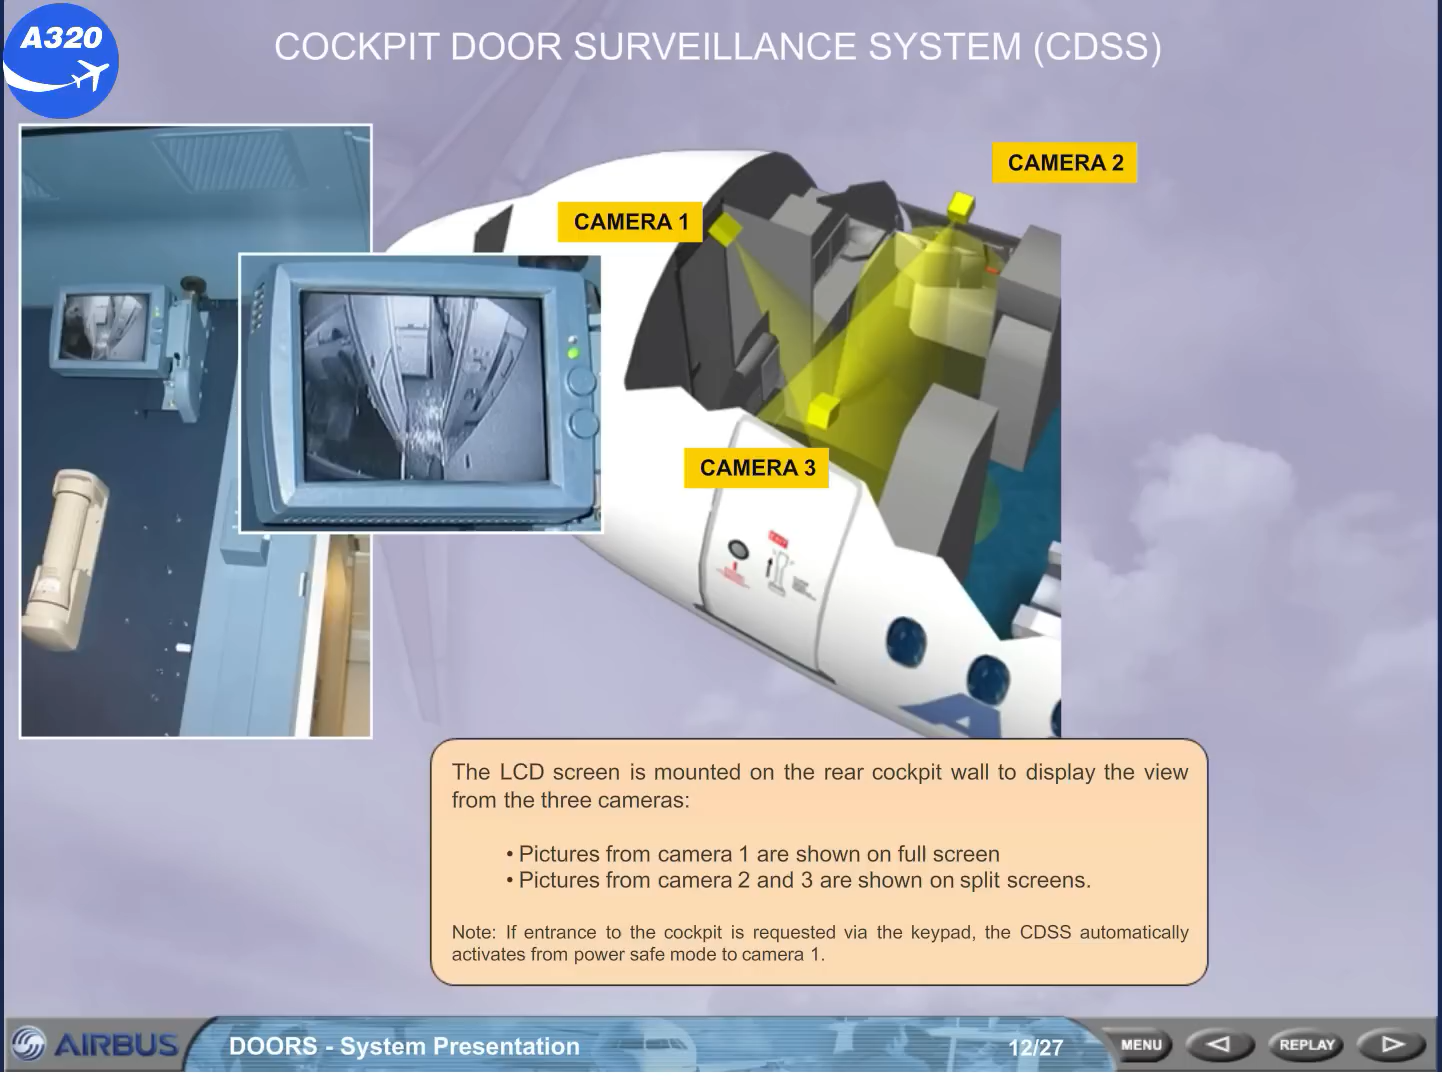 A320
COCKPIT DOOR SURVEILLANCE SYSTEM (CDSS)
CAMERA 2
CAMERA 1
CAMERA 3
The LCD screen is mounted on the rear cockpit wall to display the view
from the three cameras:
• Pictures from camera 1 are shown on full screen
• Pictures from camera 2 and 3 are shown on split screens.
Note: If entrance to the cockpit is requested via the keypad, the CDSS automatically
activates from power safe mode to camera 1.
AIRBUS
DOORS - System Presentation
12/27
MENU
REPLAY